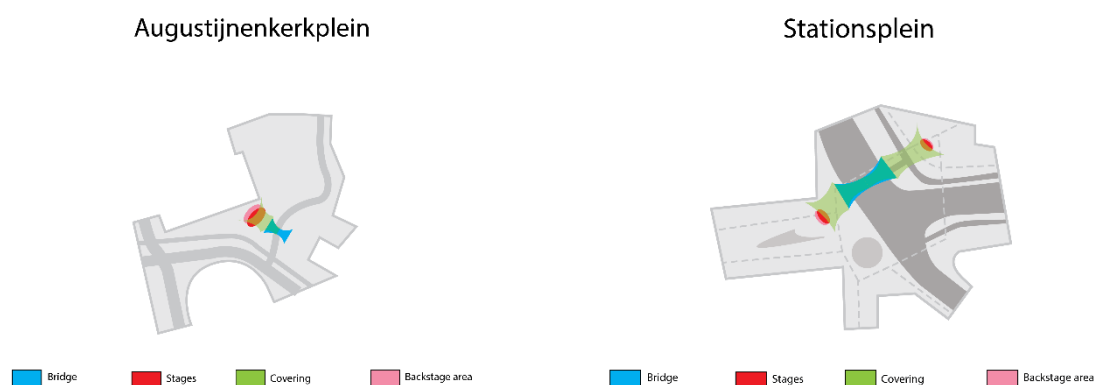 Augustijnenkerkplein
Stationsplein
Bridge
Stages
Covering
Backstage area
Bridge
Stages
Covering
Backstage area